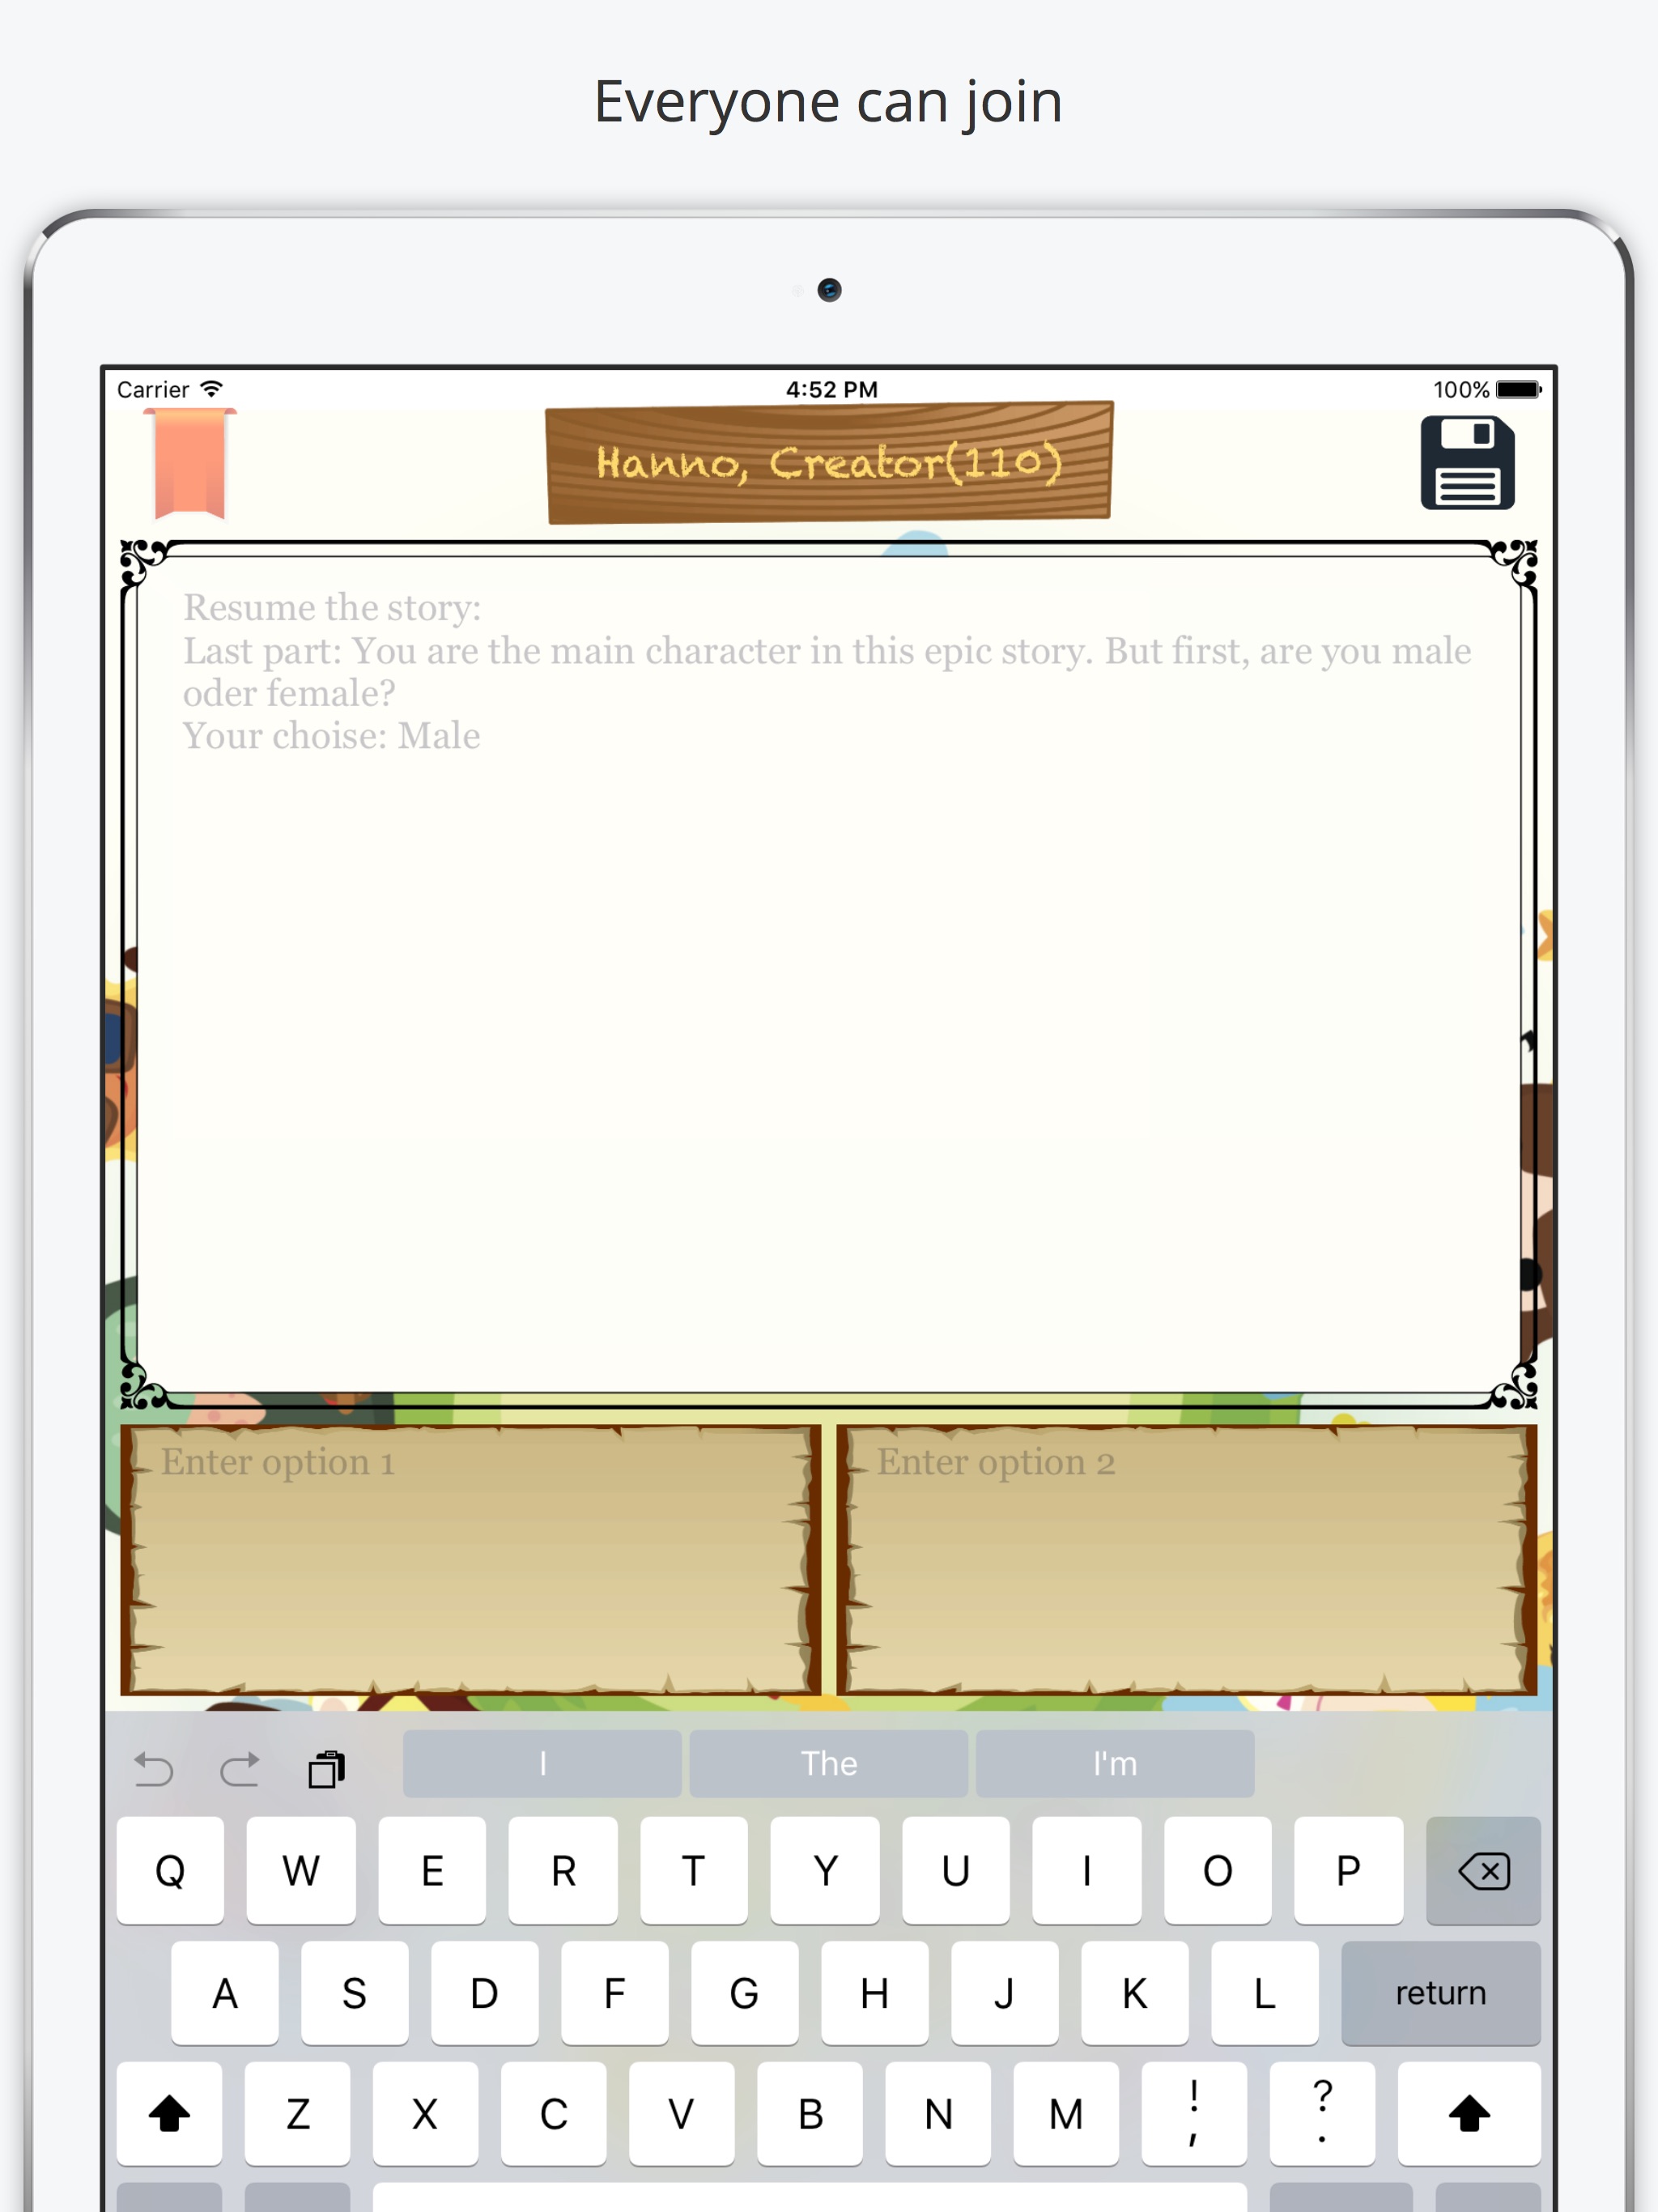 Everyone can join
Carrier 4:52 PM 100%
Hanno, Creator(110)
Resume the story:
Last part: You are the main character in this epic story. But first, are you male
oder female?
Your choise: Male
Enter option 1 Enter option 2
I The I'm
Q W E R T Y U I O P
A S D F G H J K L return
Z X C V B N M ! , ? .